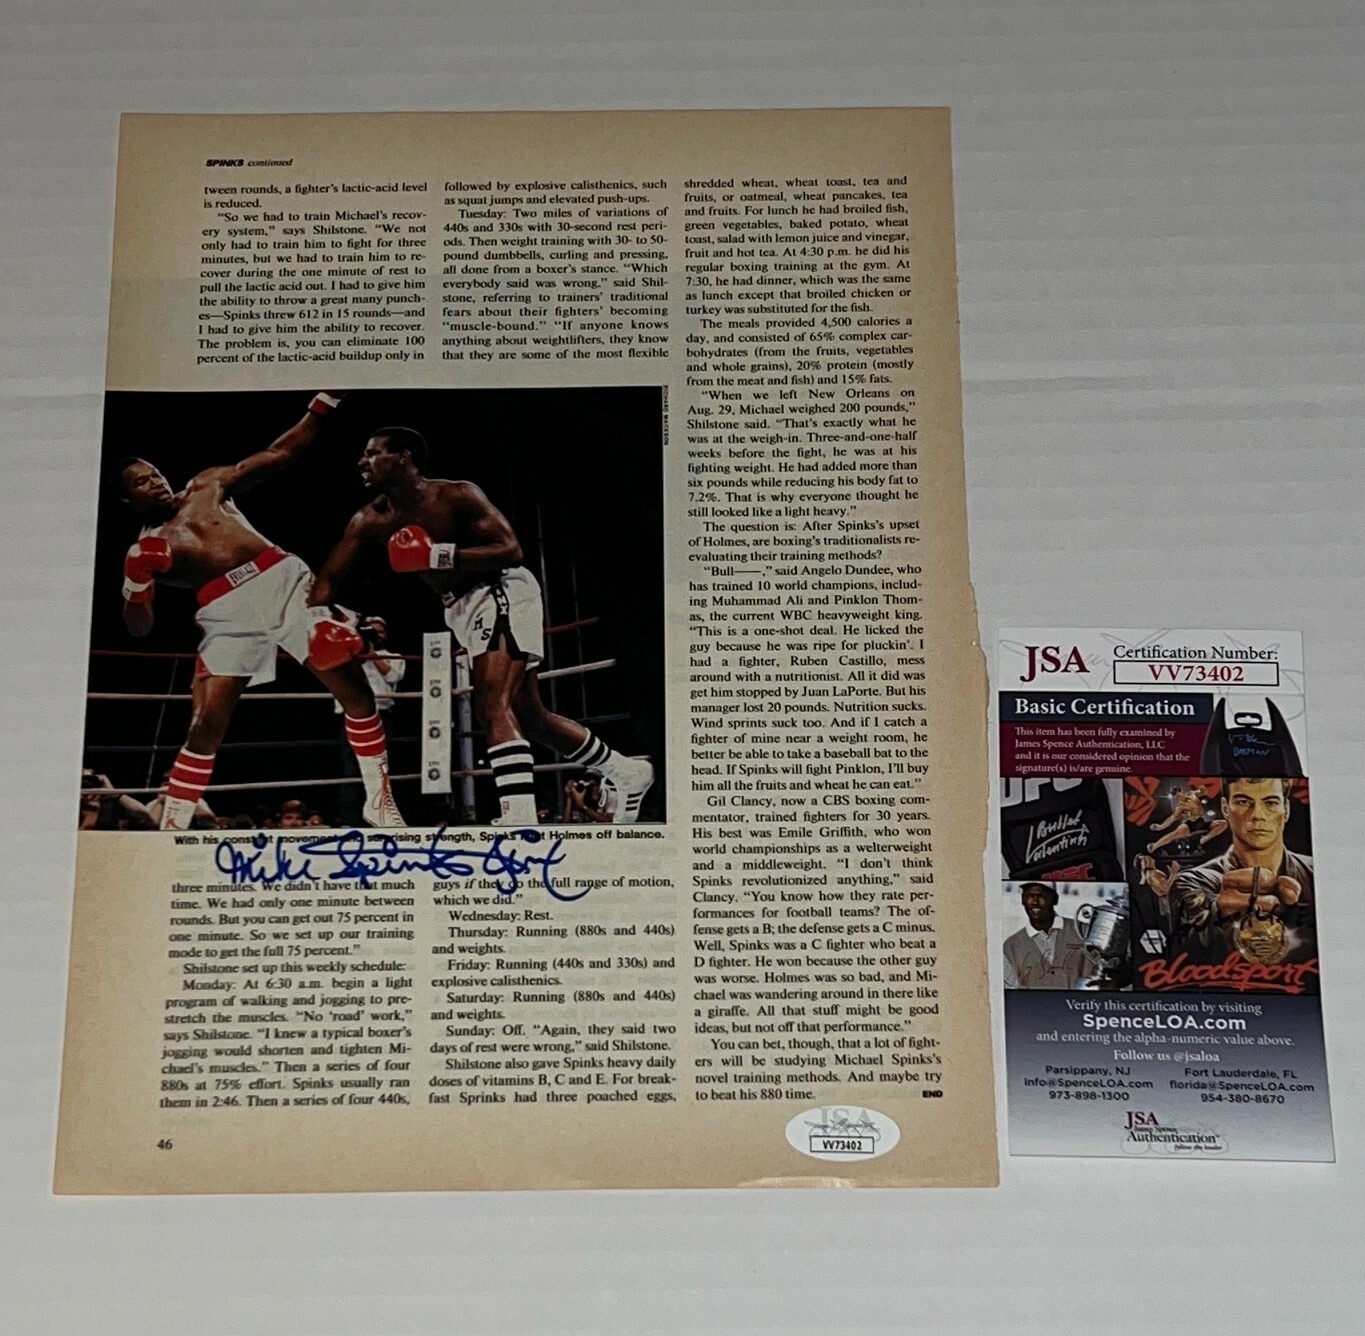 SPINKS continued
tween rounds, a fighter's lactic-acid level
is reduced.
"So we had to train Michael's recov-
ery system," says Shilstone. "We not
only had to train him to fight for three
minutes, but we had to train him to re-
cover during the one minute of rest to
pull the lactic acid out. I had to give him
the ability to throw a great many punch-
es—Spinks threw 612 in 15 rounds—and
I had to give him the ability to recover.
The problem is, you can eliminate 100
percent of the lactic-acid buildup only in
followed by explosive calisthenics, such
as squat jumps and elevated push-ups.
Tuesday: Two miles of variations of
440s and 330s with 30-second rest peri-
ods. Then weight training with 30- to 50-
pound dumbbells, curling and pressing,
all done from a boxer's stance. "Which
everybody said was wrong," said Shil-
stone, referring to trainers' traditional
fears about their fighters' becoming
"muscle-bound." "If anyone knows
anything about weightlifters, they know
that they are some of the most flexible
RICHARD MACKSON
EVERLAST
MS
With his constant movement and surprising strength, Spinks kept Holmes off balance.
Mike Spinks
three minutes. We didn't have that much
time. We had only one minute between
rounds. But you can get out 75 percent in
one minute. So we set up our training
mode to get the full 75 percent."
Shilstone set up this weekly schedule:
Monday: At 6:30 a.m. begin a light
program of walking and jogging to pre-
stretch the muscles. "No 'road' work,"
says Shilstone. "I knew a typical boxer's
jogging would shorten and tighten Mi-
chael's muscles." Then a series of four
880s at 75% effort. Spinks usually ran
them in 2:46. Then a series of four 440s,
guys if they do the full range of motion,
which we did."
Wednesday: Rest.
Thursday: Running (880s and 440s)
and weights.
Friday: Running (440s and 330s) and
explosive calisthenics.
Saturday: Running (880s and 440s)
and weights.
Sunday: Off. "Again, they said two
days of rest were wrong," said Shilstone.
Shilstone also gave Spinks heavy daily
doses of vitamins B, C and E. For break-
fast Sprinks had three poached eggs,
shredded wheat, wheat toast, tea and
fruits, or oatmeal, wheat pancakes, tea
and fruits. For lunch he had broiled fish,
green vegetables, baked potato, wheat
toast, salad with lemon juice and vinegar,
fruit and hot tea. At 4:30 p.m. he did his
regular boxing training at the gym. At
7:30, he had dinner, which was the same
as lunch except that broiled chicken or
turkey was substituted for the fish.
The meals provided 4,500 calories a
day, and consisted of 65% complex car-
bohydrates (from the fruits, vegetables
and whole grains), 20% protein (mostly
from the meat and fish) and 15% fats.
"When we left New Orleans on
Aug. 29, Michael weighed 200 pounds,"
Shilstone said. "That's exactly what he
was at the weigh-in. Three-and-one-half
weeks before the fight, he was at his
fighting weight. He had added more than
six pounds while reducing his body fat to
7.2%. That is why everyone thought he
still looked like a light heavy."
The question is: After Spinks's upset
of Holmes, are boxing's traditionalists re-
evaluating their training methods?
"Bull——," said Angelo Dundee, who
has trained 10 world champions, includ-
ing Muhammad Ali and Pinklon Thom-
as, the current WBC heavyweight king.
"This is a one-shot deal. He licked the
guy because he was ripe for pluckin'. I
had a fighter, Ruben Castillo, mess
around with a nutritionist. All it did was
get him stopped by Juan LaPorte. But his
manager lost 20 pounds. Nutrition sucks.
Wind sprints suck too. And if I catch a
fighter of mine near a weight room, he
better be able to take a baseball bat to the
head. If Spinks will fight Pinklon, I'll buy
him all the fruits and wheat he can eat."
Gil Clancy, now a CBS boxing com-
mentator, trained fighters for 30 years.
His best was Emile Griffith, who won
world championships as a welterweight
and a middleweight. "I don't think
Spinks revolutionized anything," said
Clancy. "You know how they rate per-
formances for football teams? The of-
fense gets a B; the defense gets a C minus.
Well, Spinks was a C fighter who beat a
D fighter. He won because the other guy
was worse. Holmes was so bad, and Mi-
chael was wandering around in there like
a giraffe. All that stuff might be good
ideas, but not off that performance."
You can bet, though, that a lot of fight-
ers will be studying Michael Spinks's
novel training methods. And maybe try
to beat his 880 time.
END
46
JSA
VV73402
JSA
Certification Number:
VV73402
Basic Certification
This item has been fully examined by
James Spence Authentication, LLC
and it is our considered opinion that the
signature(s) is/are genuine.
Bloodsport
Verify this certification by visiting
SpenceLOA.com
and entering the alpha-numeric value above.
Follow us @jsaloa
Parsippany, NJ
info@SpenceLOA.com
973-898-1300
Fort Lauderdale, FL
florida@SpenceLOA.com
954-380-8670
JSA
James Spence
Authentication